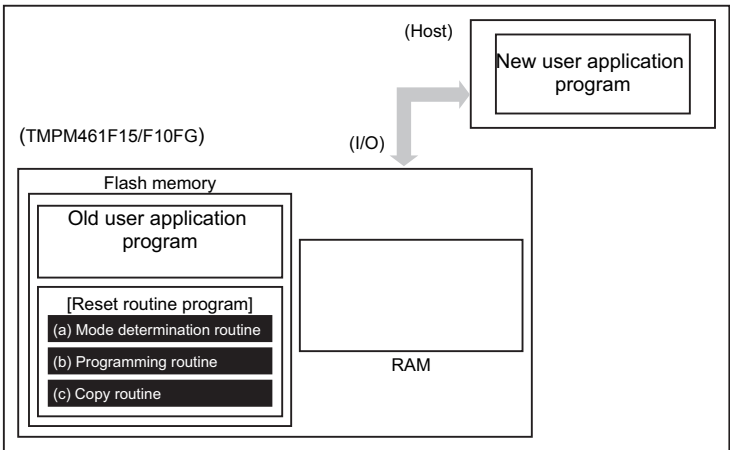 (Host)
New user application
program
(TMPM461F15/F10FG)
(I/O)
Flash memory
Old user application
program
[Reset routine program]
(a) Mode determination routine
(b) Programming routine
(c) Copy routine
RAM